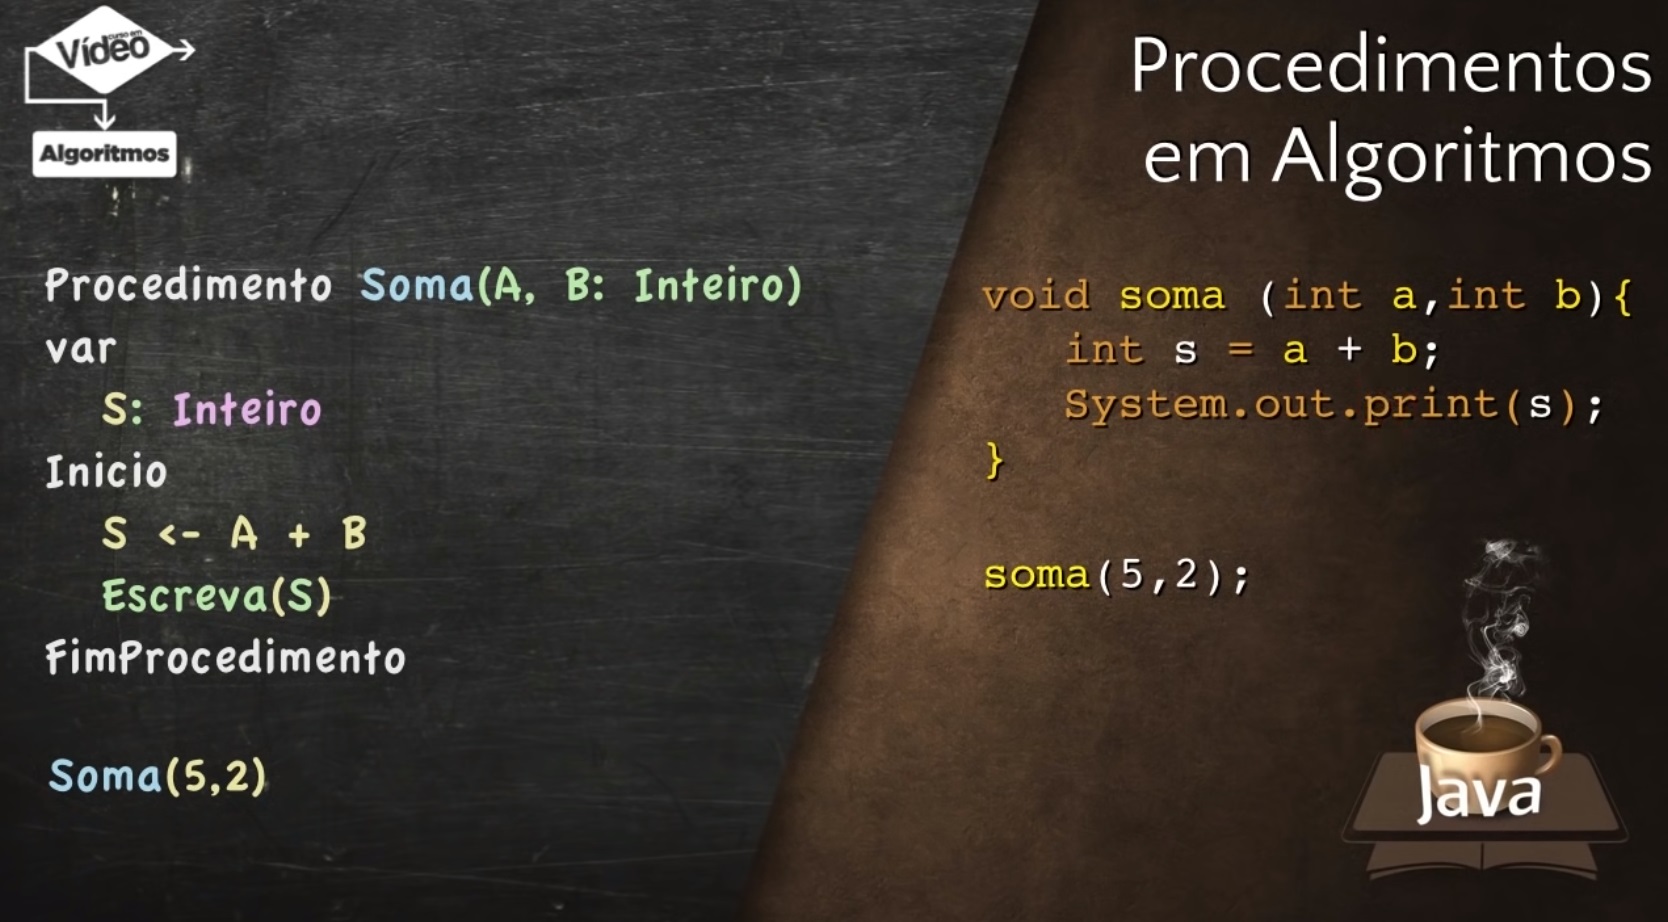 curso em
Vídeo
Algoritmos
Procedimentos
em Algoritmos
Procedimento Soma(A, B: Inteiro)
var
S: Inteiro
Inicio
S <- A + B
Escreva(S)
FimProcedimento
Soma(5,2)
void soma (int a,int b){
int s = a + b;
System.out.print(s);
}
soma(5,2);
Java